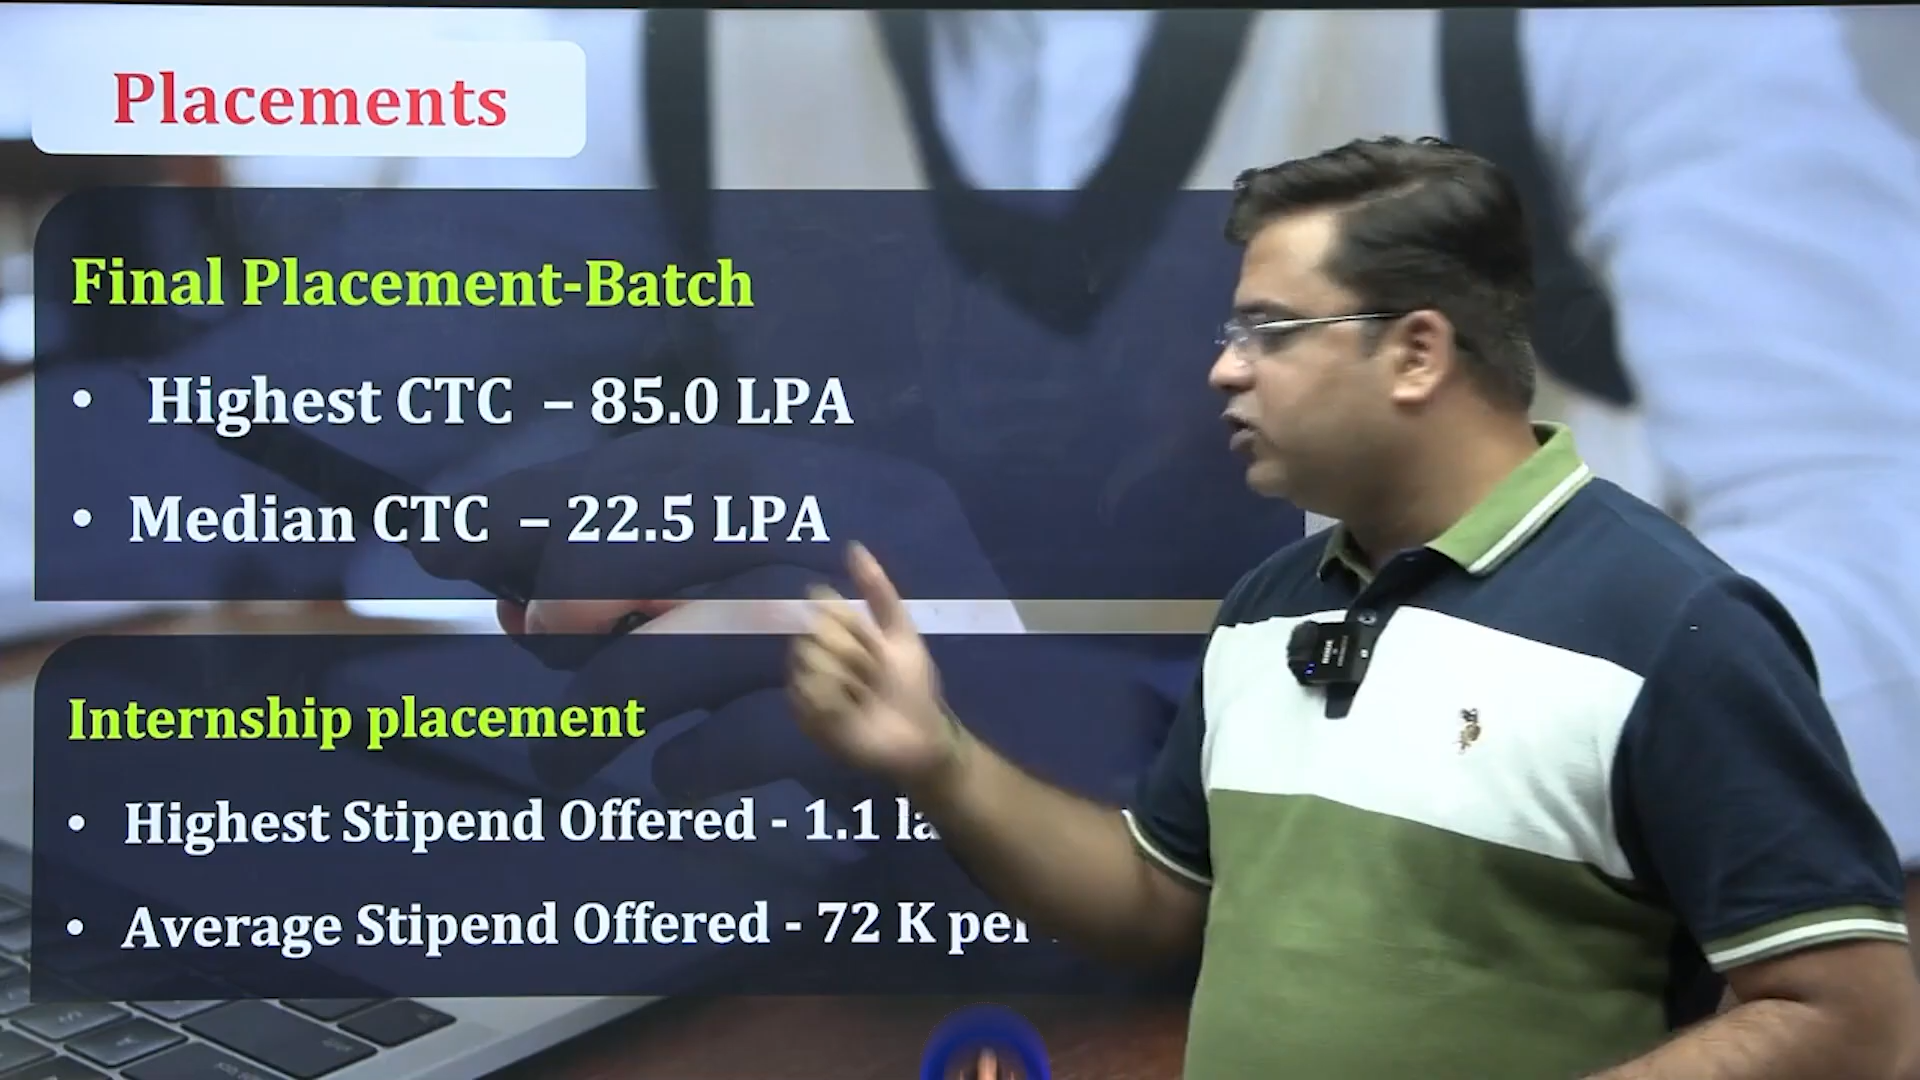 Placements
Final Placement-Batch
• Highest CTC – 85.0 LPA
• Median CTC – 22.5 LPA
Internship placement
• Highest Stipend Offered - 1.1
• Average Stipend Offered - 72 K per